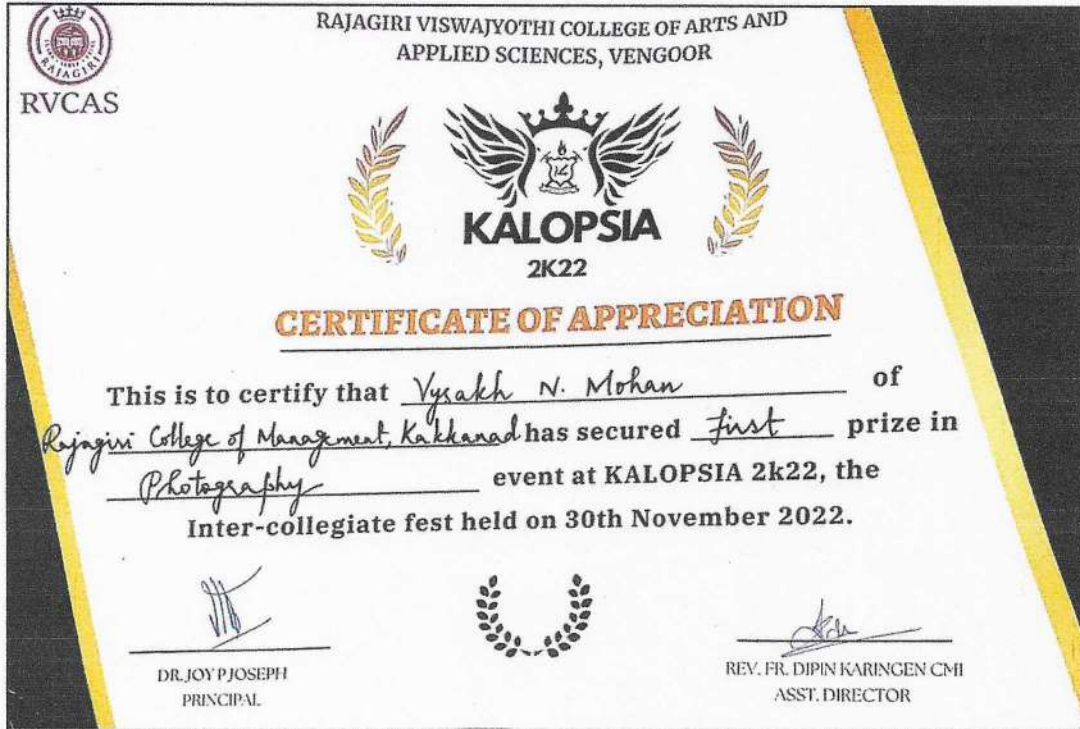 RAJAGIRI VISWAJYOTHI COLLEGE OF ARTS AND
APPLIED SCIENCES, VENGOOR
RAJAGIRI
RVCAS
KALOPSIA
2K22
CERTIFICATE OF APPRECIATION
This is to certify that Vysakh N. Mohan of
Rajagiri College of Management, Kakkanad has secured first prize in
Photography event at KALOPSIA 2k22, the
Inter-collegiate fest held on 30th November 2022.
DR. JOY P JOSEPH
PRINCIPAL
REV. FR. DIPIN KARINGEN CMI
ASST. DIRECTOR